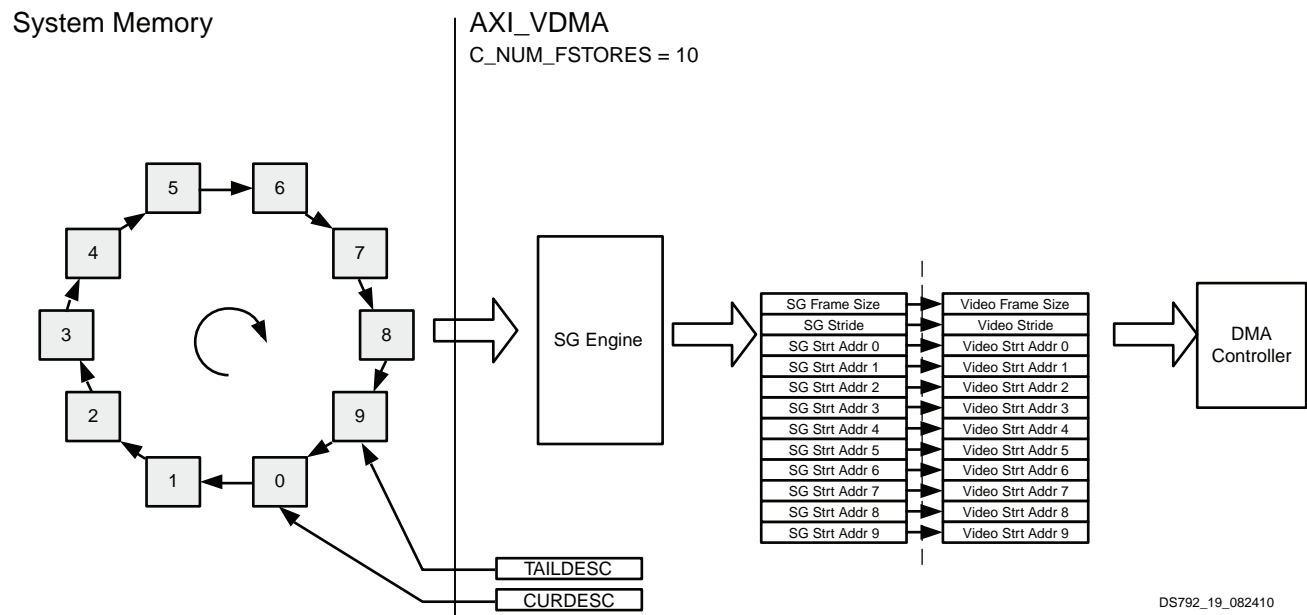 System Memory
AXI_VDMA
C_NUM_FSTORES = 10
5
6
4
7
3
8
2
9
1
0
SG Engine
SG Frame Size
Video Frame Size
SG Stride
Video Stride
SG Strt Addr 0
Video Strt Addr 0
SG Strt Addr 1
Video Strt Addr 1
SG Strt Addr 2
Video Strt Addr 2
SG Strt Addr 3
Video Strt Addr 3
SG Strt Addr 4
Video Strt Addr 4
SG Strt Addr 5
Video Strt Addr 5
SG Strt Addr 6
Video Strt Addr 6
SG Strt Addr 7
Video Strt Addr 7
SG Strt Addr 8
Video Strt Addr 8
SG Strt Addr 9
Video Strt Addr 9
DMA
Controller
TAILDESC
CURDESC
DS792_19_082410